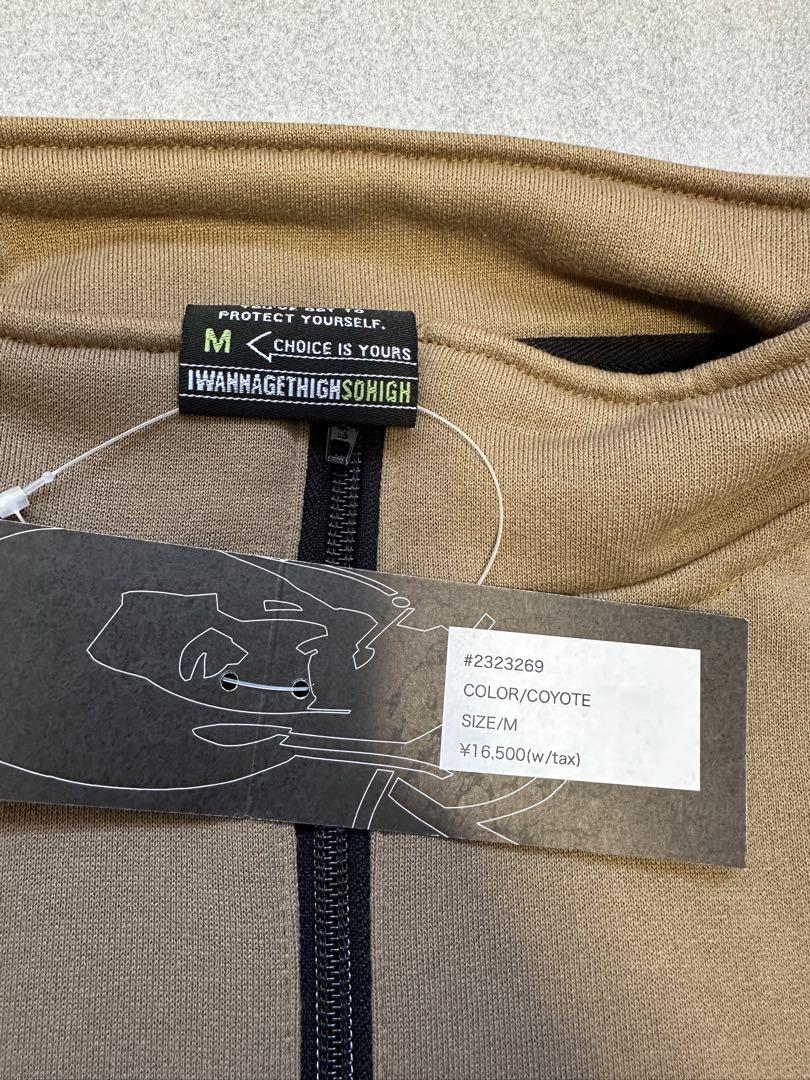 PROTECT YOURSELF.
M CHOICE IS YOURS
IWANNAGETHIGHSOHIGH
#2323269
COLOR/COYOTE
SIZE/M
¥16,500(w/tax)